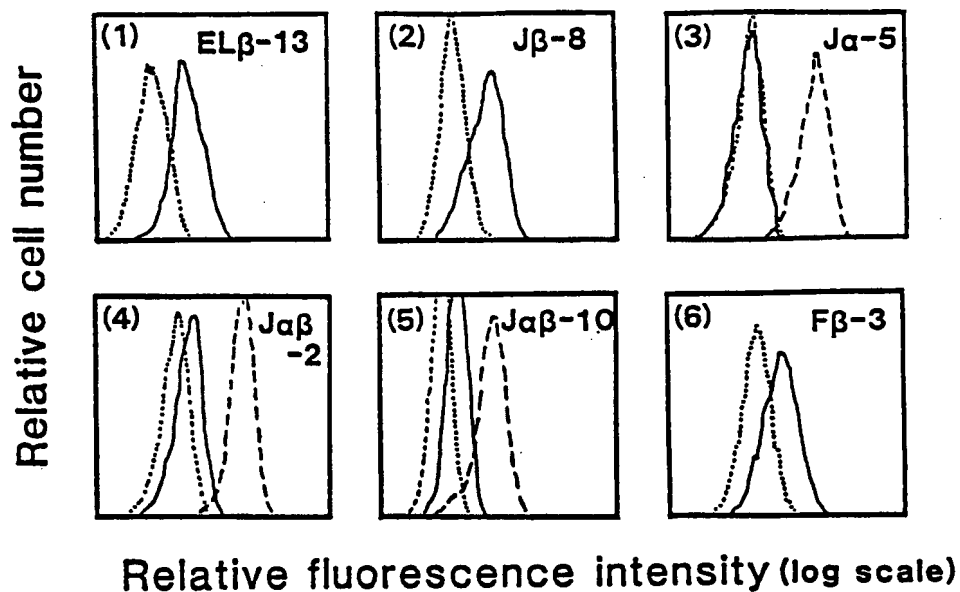 Relative cell number
(1) ELβ-13
(2) Jβ-8
(3) Jα-5
(4) Jαβ
-2
(5) Jαβ-10
(6) Fβ-3
Relative fluorescence intensity (log scale)